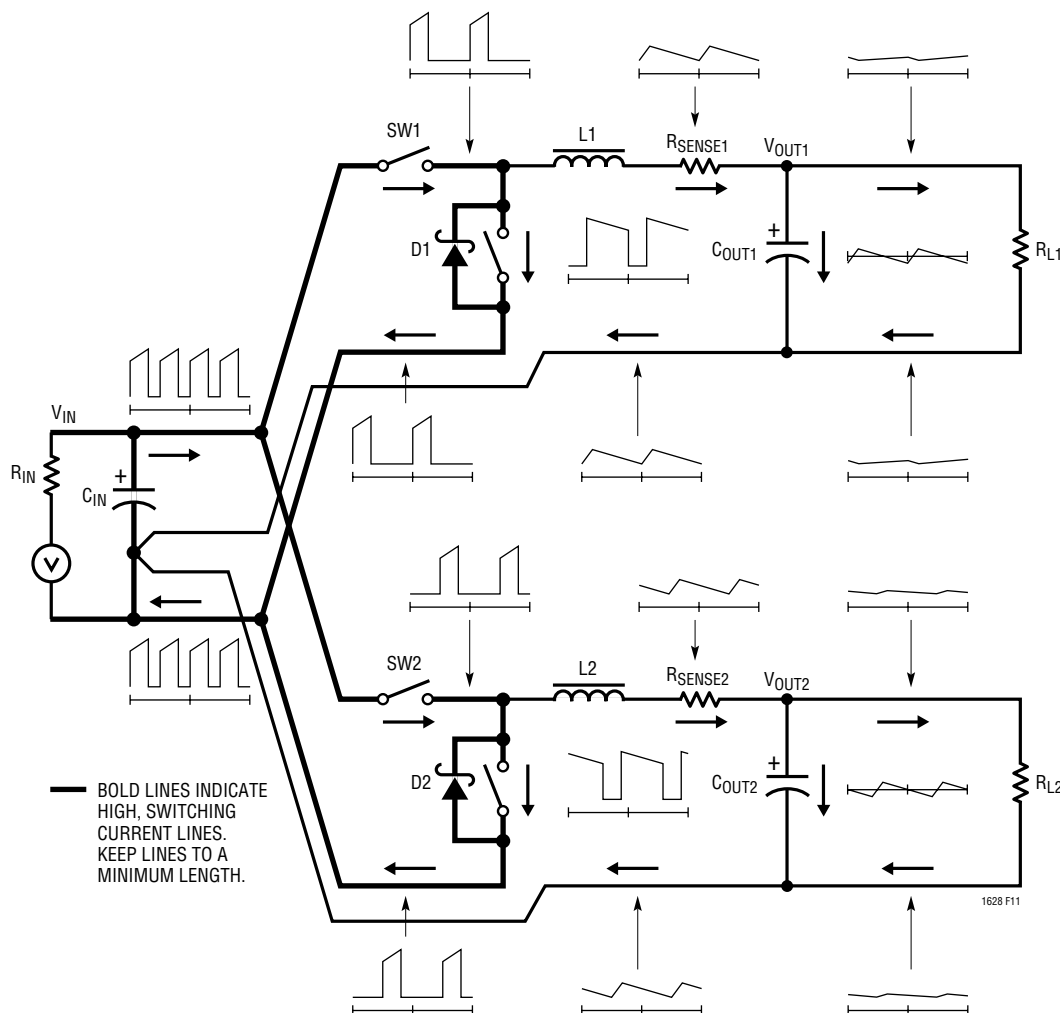 SW1
L1
RSENSE1
VOUT1
D1
COUT1
+
RL1
VIN
RIN
CIN
+
V
SW2
L2
RSENSE2
VOUT2
D2
COUT2
+
RL2
BOLD LINES INDICATE
HIGH, SWITCHING
CURRENT LINES.
KEEP LINES TO A
MINIMUM LENGTH.
1628 F11